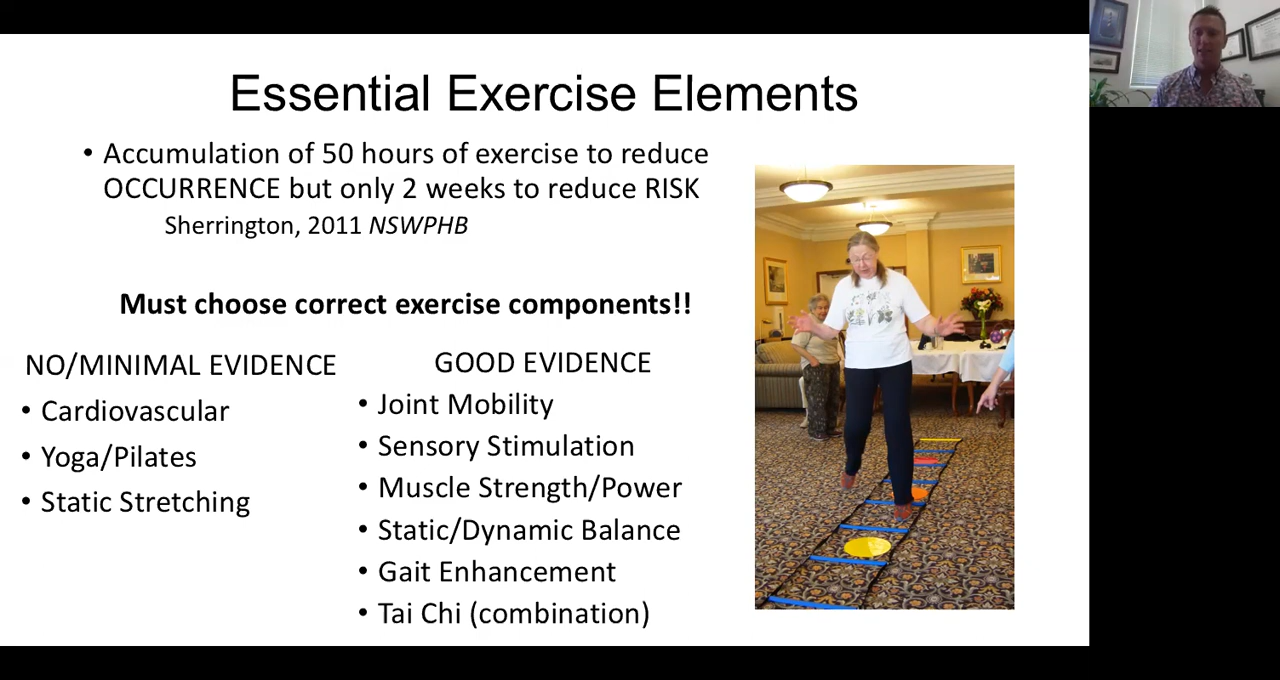 Essential Exercise Elements
• Accumulation of 50 hours of exercise to reduce
OCCURRENCE but only 2 weeks to reduce RISK
Sherrington, 2011 NSWPHB
Must choose correct exercise components!!
NO/MINIMAL EVIDENCE
• Cardiovascular
• Yoga/Pilates
• Static Stretching
GOOD EVIDENCE
• Joint Mobility
• Sensory Stimulation
• Muscle Strength/Power
• Static/Dynamic Balance
• Gait Enhancement
• Tai Chi (combination)